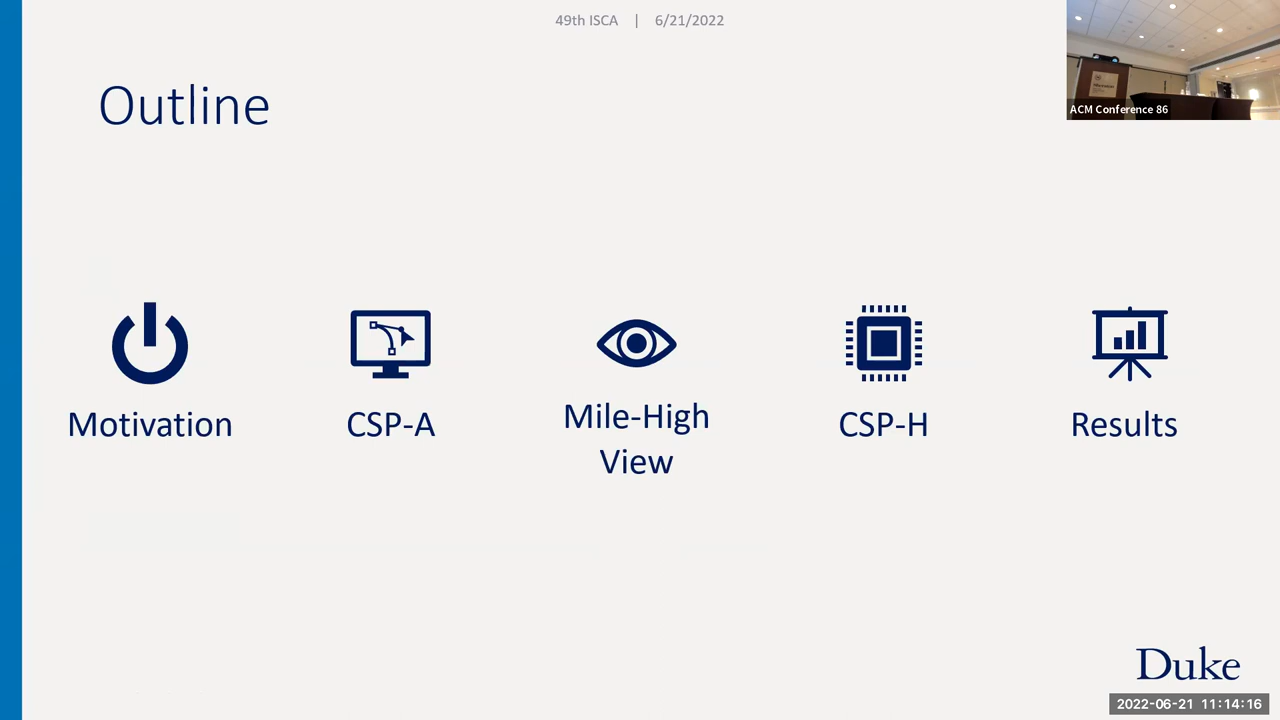 49th ISCA | 6/21/2022
ACM Conference 86
Outline
Motivation
CSP-A
Mile-High
View
CSP-H
Results
Duke
2022-06-21 11:14:16